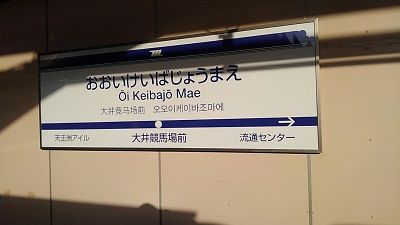 おおいけいばじょうまえ
Ōi Keibajō Mae
大井竞马场前 오오이케이바조마에
天王洲アイル 大井競馬場前 流通センター